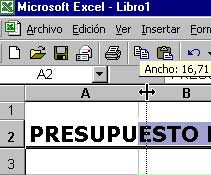 Microsoft Excel - Libro1
Archivo Edición Ver Insertar Form
Ancho: 16,71
A2
A B
1
2 PRESUPUESTO
3